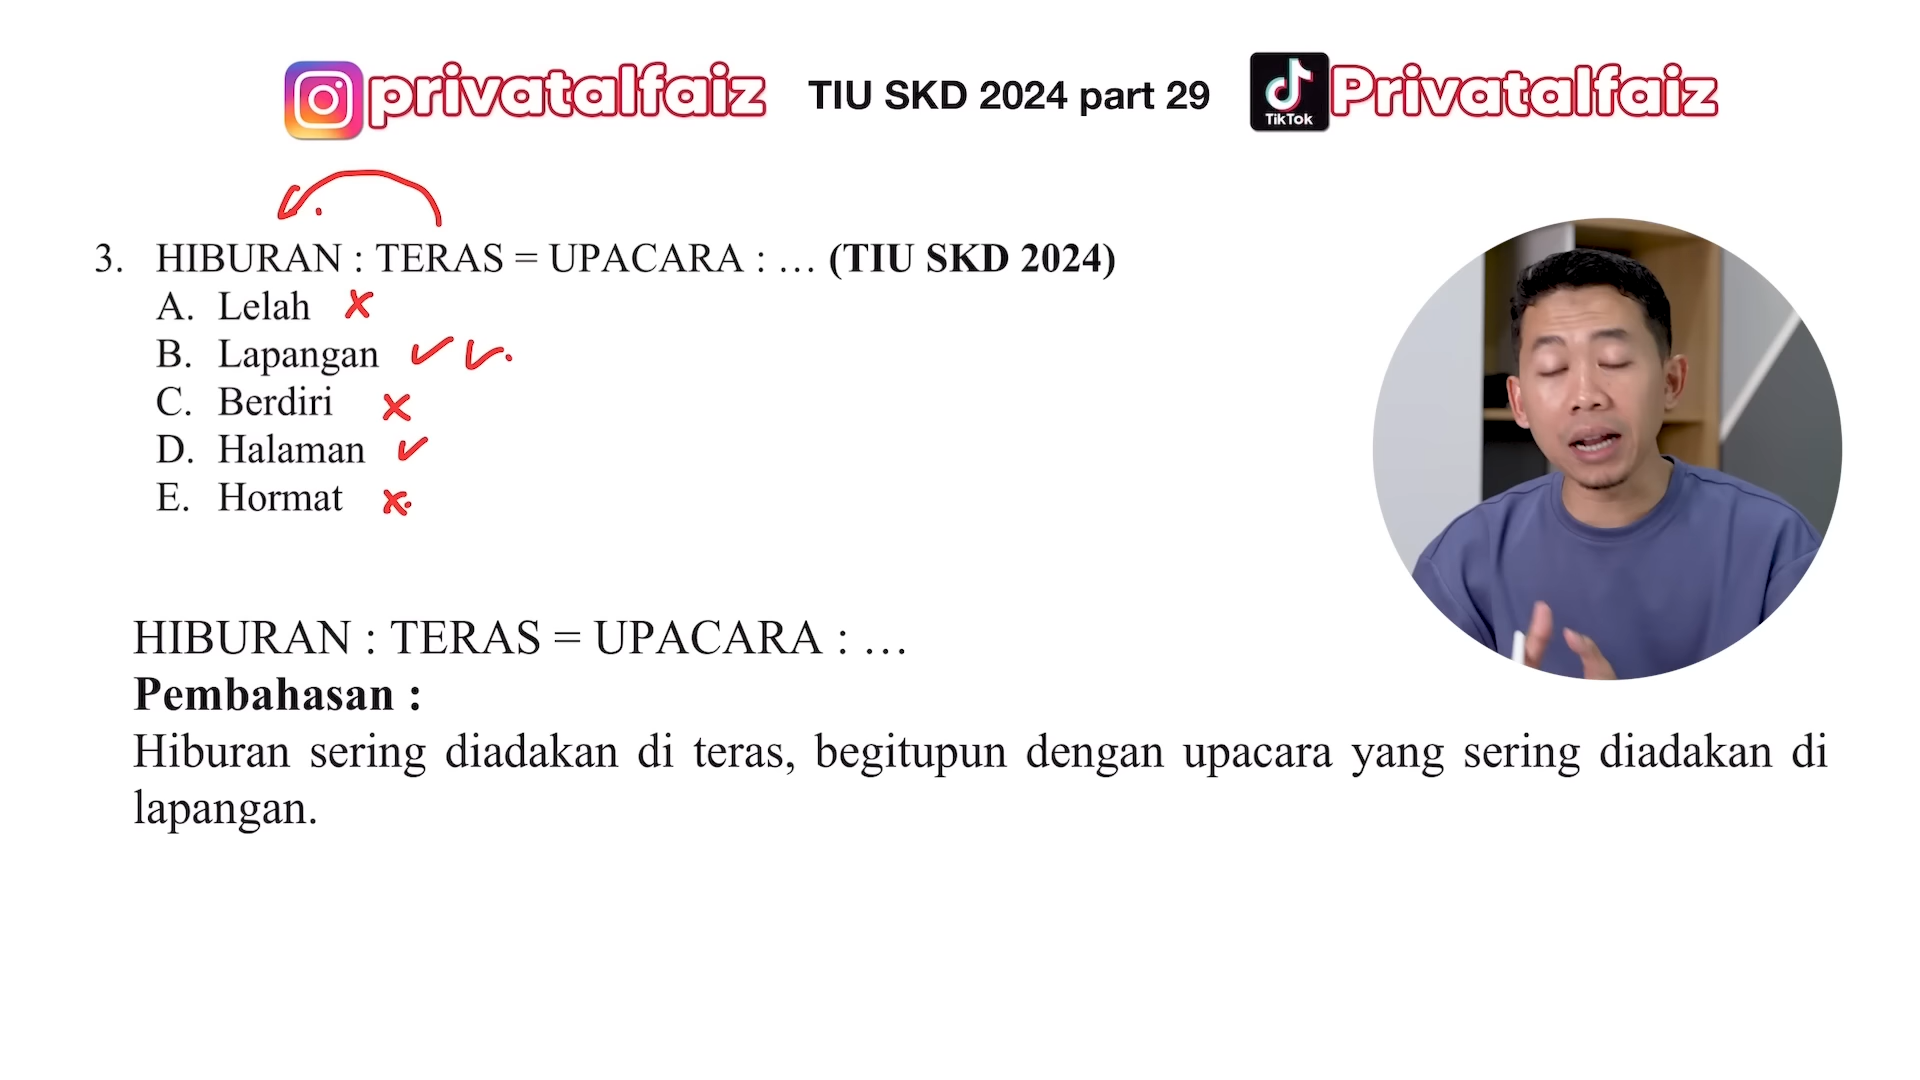 privatalfaiz TIU SKD 2024 part 29 TikTok Privatalfaiz
3. HIBURAN : TERAS = UPACARA : … (TIU SKD 2024)
A. Lelah
B. Lapangan
C. Berdiri
D. Halaman
E. Hormat
HIBURAN : TERAS = UPACARA : …
Pembahasan :
Hiburan sering diadakan di teras, begitupun dengan upacara yang sering diadakan di
lapangan.